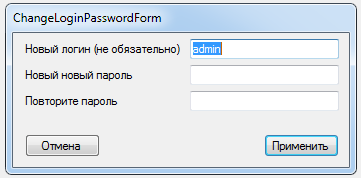 ChangeLoginPasswordForm
Новый логин (не обязательно) admin
Новый новый пароль
Повторите пароль
Отмена Применить